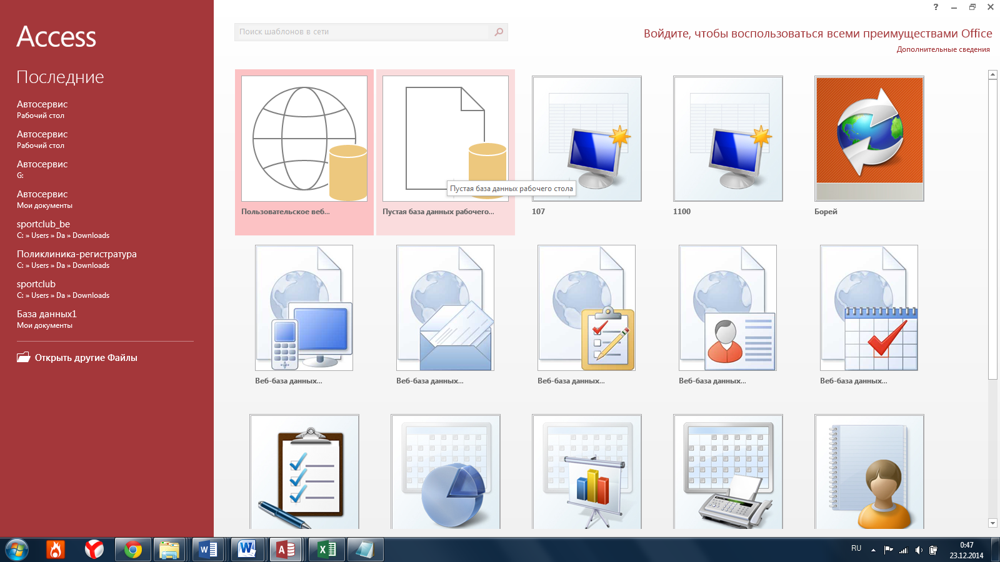 Access
Последние
Автосервис
Рабочий стол
Автосервис
Рабочий стол
Автосервис
G:
Автосервис
Мои документы
sportclub_be
C: » Users » Da » Downloads
Поликлиника-регистратура
C: » Users » Da » Downloads
sportclub
C: » Users » Da » Downloads
База данных1
Мои документы
Открыть другие Файлы
Поиск шаблонов в сети
?
Войдите, чтобы воспользоваться всеми преимуществами Office
Дополнительные сведения
Пустая база данных рабочего стола
Пользовательское веб...
Пустая база данных рабочего...
107
1100
Борей
Веб-база данных...
Веб-база данных...
Веб-база данных...
Веб-база данных...
Веб-база данных...
RU
0:47
23.12.2014